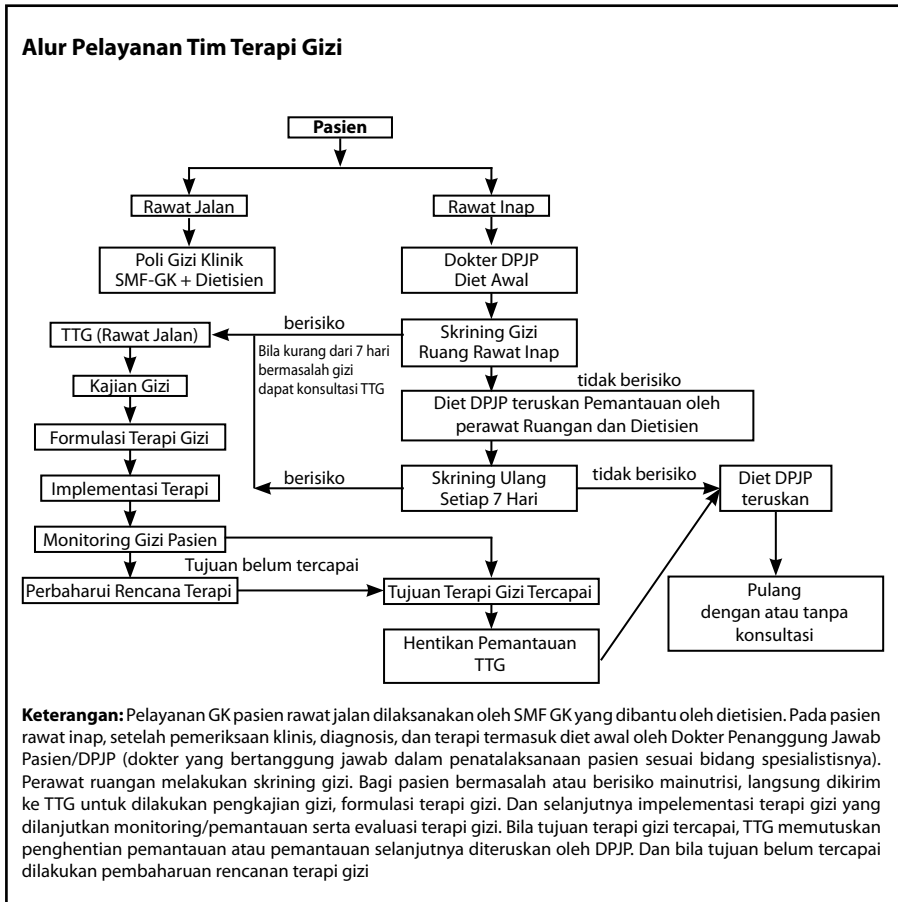 Alur Pelayanan Tim Terapi Gizi
Pasien
Rawat Jalan
Rawat Inap
Poli Gizi Klinik
SMF-GK + Dietisien
Dokter DPJP
Diet Awal
berisiko
TTG (Rawat Jalan)
Skrining Gizi
Ruang Rawat Inap
Bila kurang dari 7 hari
bermasalah gizi
dapat konsultasi TTG
tidak berisiko
Kajian Gizi
Diet DPJP teruskan Pemantauan oleh
perawat Ruangan dan Dietisien
Formulasi Terapi Gizi
berisiko
Skrining Ulang
Setiap 7 Hari
tidak berisiko
Diet DPJP
teruskan
Implementasi Terapi
Monitoring Gizi Pasien
Tujuan belum tercapai
Perbaharui Rencana Terapi
Tujuan Terapi Gizi Tercapai
Pulang
dengan atau tanpa
konsultasi
Hentikan Pemantauan
TTG
Keterangan: Pelayanan GK pasien rawat jalan dilaksanakan oleh SMF GK yang dibantu oleh dietisien. Pada pasien
rawat inap, setelah pemeriksaan klinis, diagnosis, dan terapi termasuk diet awal oleh Dokter Penanggung Jawab
Pasien/DPJP (dokter yang bertanggung jawab dalam penatalaksanaan pasien sesuai bidang spesialistisnya).
Perawat ruangan melakukan skrining gizi. Bagi pasien bermasalah atau berisiko mainutrisi, langsung dikirim
ke TTG untuk dilakukan pengkajian gizi, formulasi terapi gizi. Dan selanjutnya impelementasi terapi gizi yang
dilanjutkan monitoring/pemantauan serta evaluasi terapi gizi. Bila tujuan terapi gizi tercapai, TTG memutuskan
penghentian pemantauan atau pemantauan selanjutnya diteruskan oleh DPJP. Dan bila tujuan belum tercapai
dilakukan pembaharuan rencanan terapi gizi